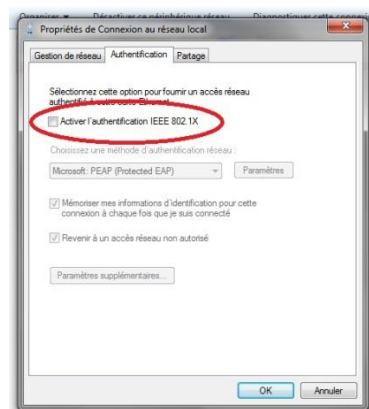 Organiser Désactiver ce périphérique réseau Diagnostiquer cette
Propriétés de Connexion au réseau local
Gestion de réseau Authentification Partage
Sélectionnez cette option pour fournir un accès réseau
authentifié à cette carte Ethernet.
Activer l'authentification IEEE 802.1X
Choisissez une méthode d'authentification réseau :
Microsoft: PEAP (Protected EAP) Paramètres
Mémoriser mes informations d'identification pour cette
connexion à chaque fois que je suis connecté
Revenir à un accès réseau non autorisé
Paramètres supplémentaires...
OK Annuler